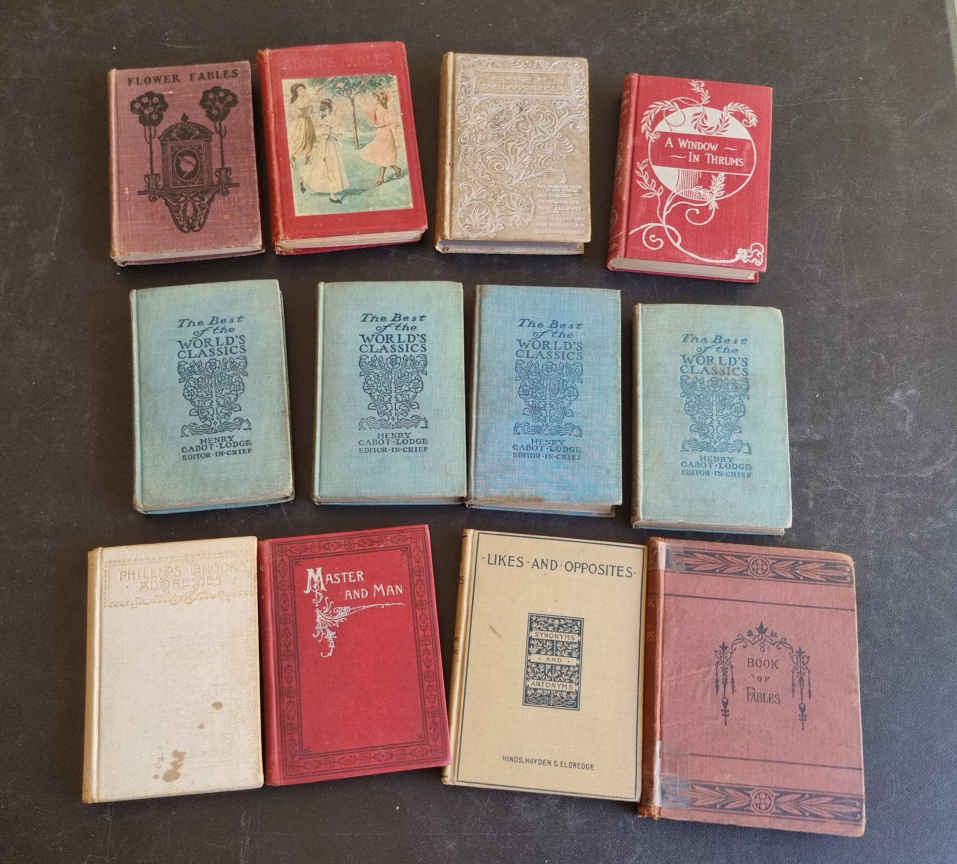 FLOWER FABLES
A WINDOW
IN THRUMS
The Best
of the
WORLD'S
CLASSICS
HENRY
CABOT·LODGE
EDITOR·IN·CHIEF
The Best
of the
WORLD'S
CLASSICS
HENRY
CABOT·LODGE
EDITOR·IN·CHIEF
The Best
of the
WORLD'S
CLASSICS
HENRY
CABOT·LODGE
EDITOR·IN·CHIEF
The Best
of the
WORLD'S
CLASSICS
HENRY
CABOT·LODGE
EDITOR·IN·CHIEF
PHILLIPS
ADDRESSES
MASTER
AND MAN
·LIKES·AND·OPPOSITES·
SYNONYMS
·AND·
ANTONYMS
HINDS, HAYDEN & ELDREDGE
BOOK
OF
FABLES